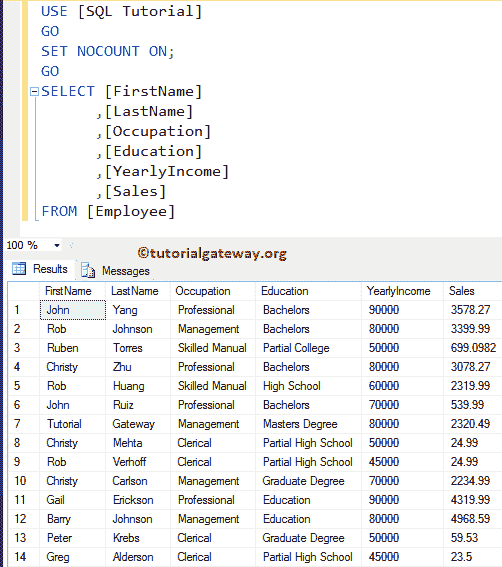 USE [SQL Tutorial]
GO
SET NOCOUNT ON;
GO
SELECT [FirstName]
,[LastName]
,[Occupation]
,[Education]
,[YearlyIncome]
,[Sales]
FROM [Employee]
100 %
©tutorialgateway.org
Results Messages
FirstName LastName Occupation Education YearlyIncome Sales
1 John Yang Professional Bachelors 90000 3578.27
2 Rob Johnson Management Bachelors 80000 3399.99
3 Ruben Torres Skilled Manual Partial College 50000 699.0982
4 Christy Zhu Professional Bachelors 80000 3078.27
5 Rob Huang Skilled Manual High School 60000 2319.99
6 John Ruiz Professional Bachelors 70000 539.99
7 Tutorial Gateway Management Masters Degree 80000 2320.49
8 Christy Mehta Clerical Partial High School 50000 24.99
9 Rob Verhoff Clerical Partial High School 45000 24.99
10 Christy Carlson Management Graduate Degree 70000 2234.99
11 Gail Erickson Professional Education 90000 4319.99
12 Barry Johnson Management Education 80000 4968.59
13 Peter Krebs Clerical Graduate Degree 50000 59.53
14 Greg Alderson Clerical Partial High School 45000 23.5